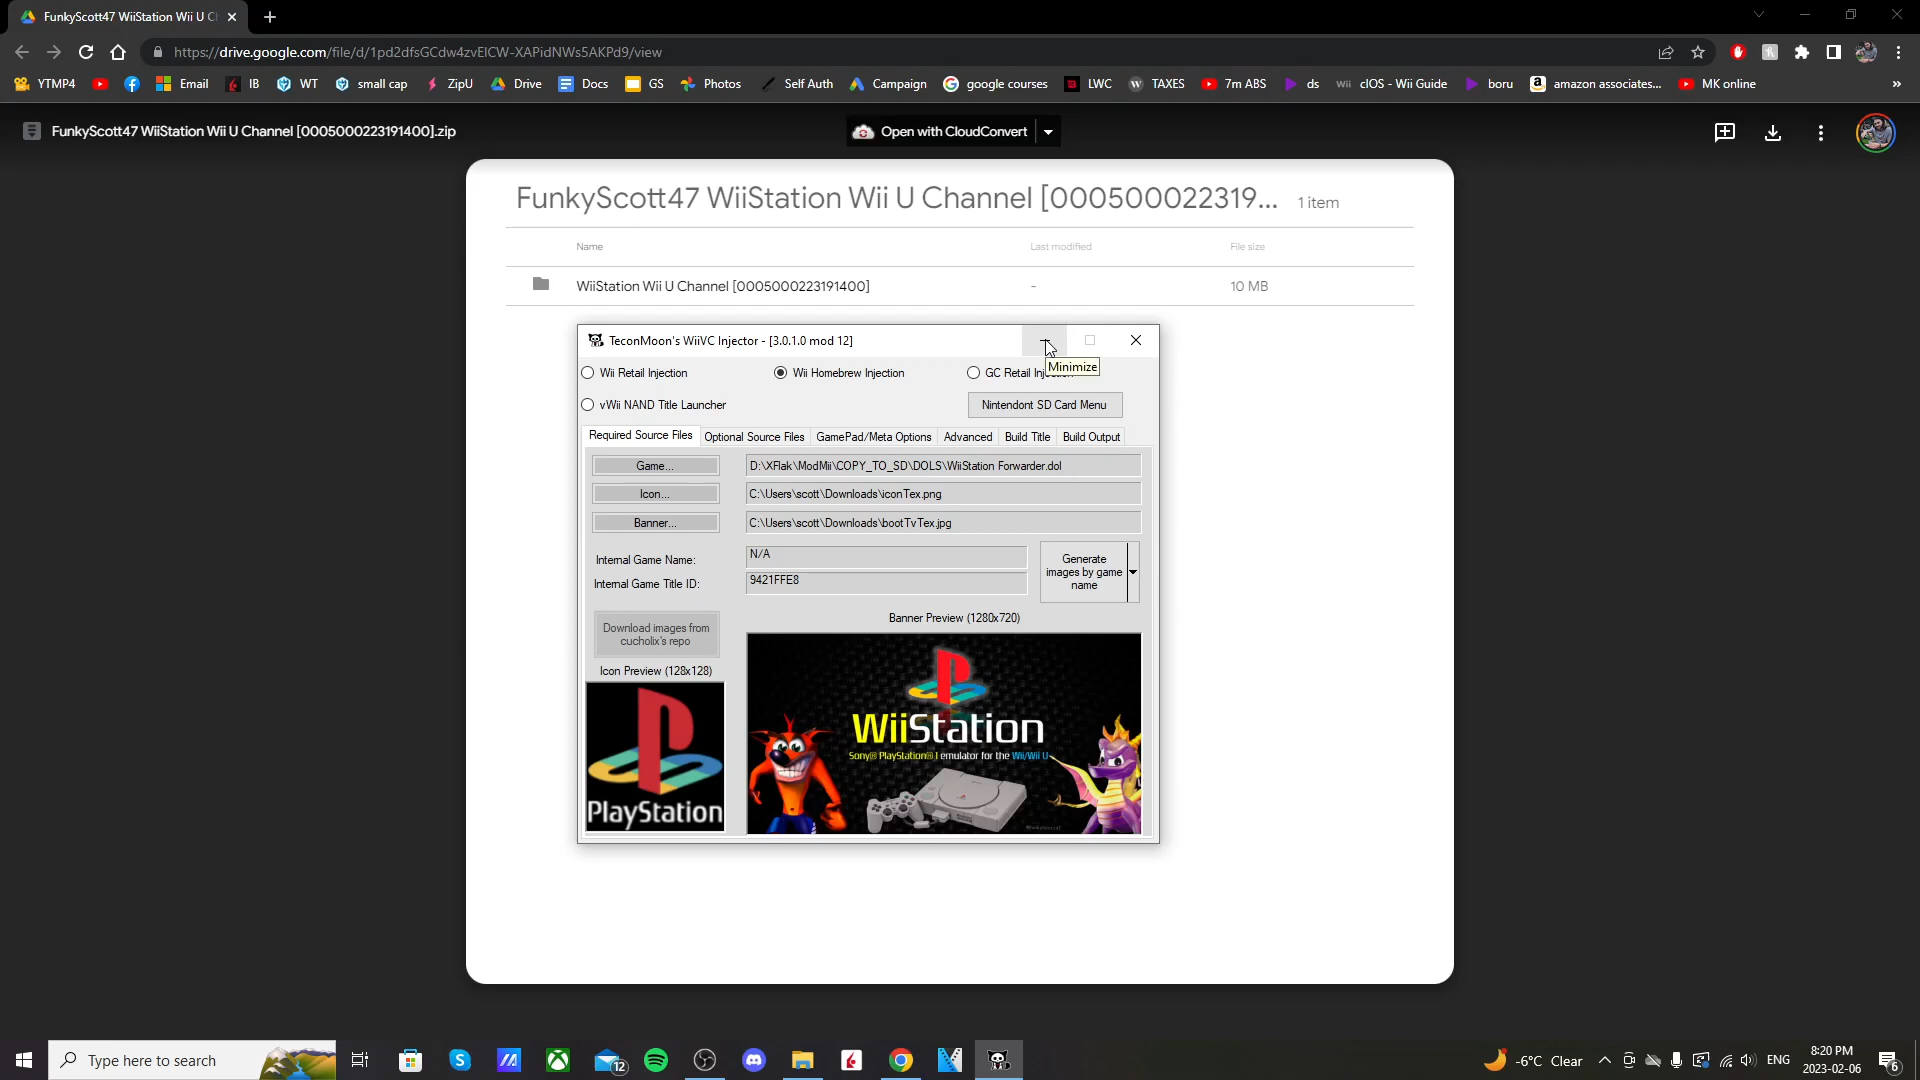 FunkyScott47 WiiStation Wii U Ch
https://drive.google.com/file/d/1pd2dfsGCdw4zvEICW-XAPidNWs5AKPd9/view
YTMP4
Email
IB
WT
small cap
ZipU
Drive
Docs
GS
Photos
Self Auth
Campaign
google courses
LWC
TAXES
7m ABS
ds
cIOS - Wii Guide
boru
amazon associates...
MK online
»
FunkyScott47 WiiStation Wii U Channel [0005000223191400].zip
Open with CloudConvert
FunkyScott47 WiiStation Wii U Channel [000500022319... 1 item
Name Last modified File size
WiiStation Wii U Channel [0005000223191400] - 10 MB
TeconMoon's WiiVC Injector - [3.0.1.0 mod 12]
Minimize
Wii Retail Injection Wii Homebrew Injection GC Retail
vWii NAND Title Launcher Nintendont SD Card Menu
Required Source Files Optional Source Files GamePad/Meta Options Advanced Build Title Build Output
Game... D:\XFlak\ModMii\COPY_TO_SD\DOLS\WiiStation Forwarder.dol
Icon... C:\Users\scott\Downloads\iconTex.png
Banner... C:\Users\scott\Downloads\bootTvTex.jpg
Internal Game Name: N/A
Internal Game Title ID: 9421FFE8
Generate
images by game
name
Banner Preview (1280x720)
Download images from
cucholix's repo
Icon Preview (128x128)
PlayStation
WiiStation
Sony® PlayStation® 1 emulator for the Wii/Wii U
Type here to search
12
-6°C Clear
ENG
8:20 PM
2023-02-06
6